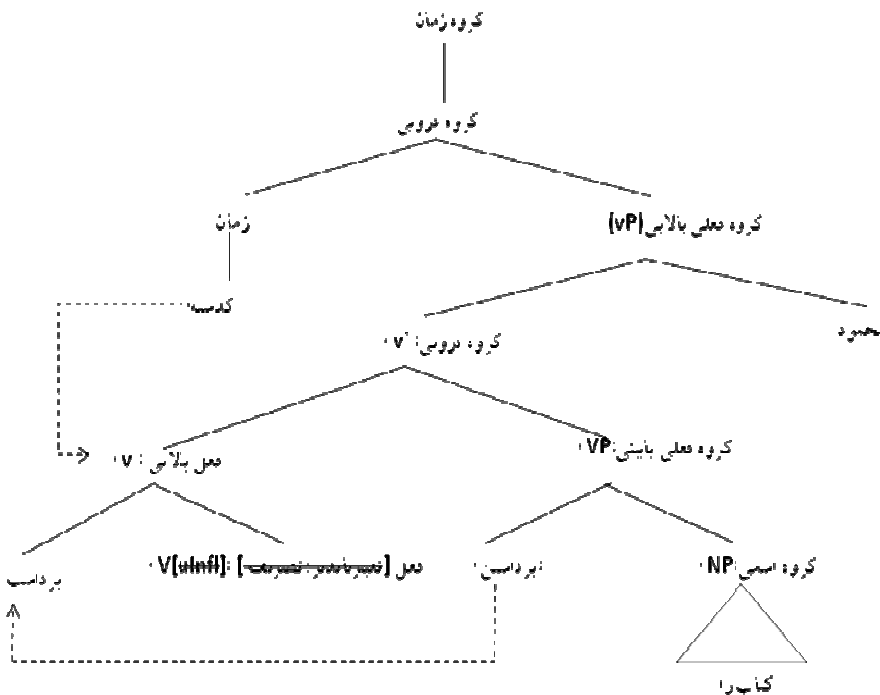 گروه زمان
گروه درونی
گروه فعلی بالایی (vP)
زمان
محمود
گذشته
گروه درونی: v`
گروه فعلی پایینی: VP
فعل بالایی: v
گروه اسمی: NP
برداشتن
فعل V[uInfl]: [تعبیرناپذیر: تصریف]
برداشت
کتاب را